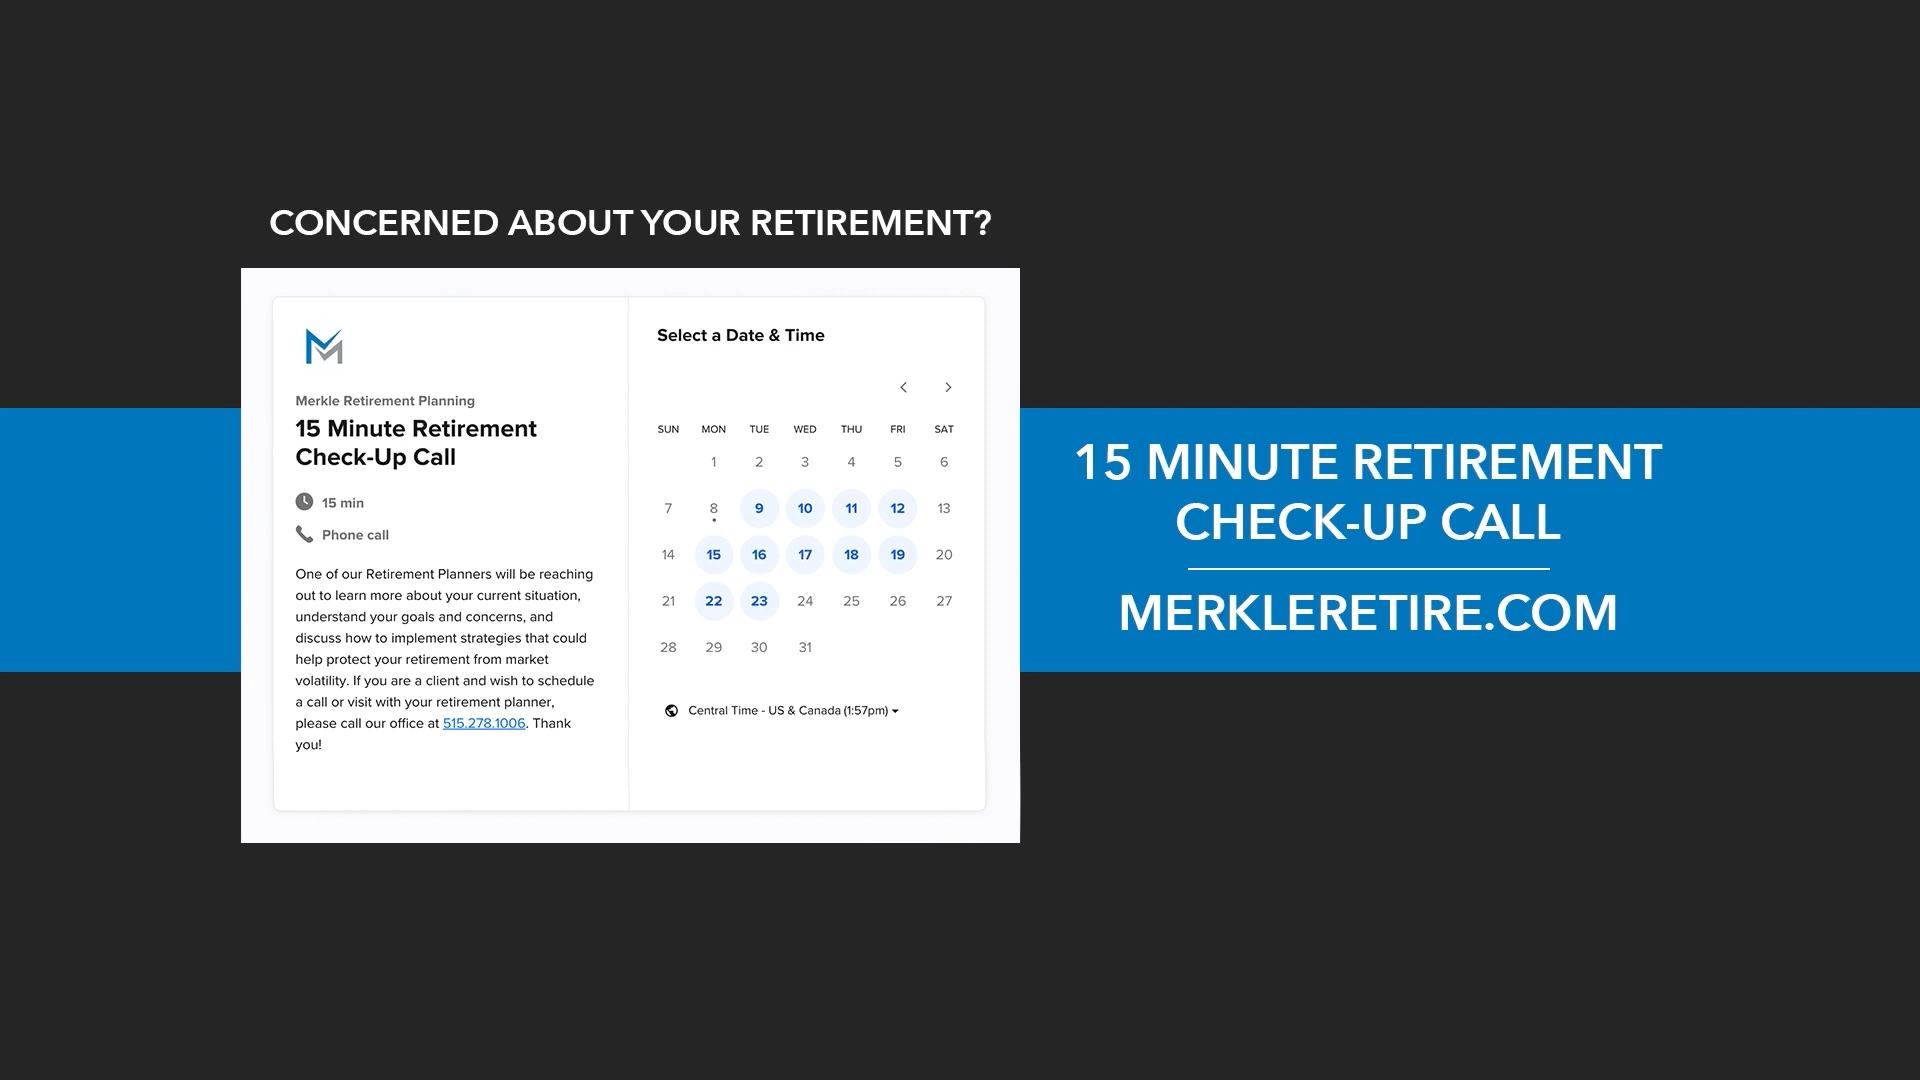 CONCERNED ABOUT YOUR RETIREMENT?
Merkle Retirement Planning
15 Minute Retirement
Check-Up Call
15 min
Phone call
One of our Retirement Planners will be reaching
out to learn more about your current situation,
understand your goals and concerns, and
discuss how to implement strategies that could
help protect your retirement from market
volatility. If you are a client and wish to schedule
a call or visit with your retirement planner,
please call our office at 515.278.1006. Thank
you!
Select a Date & Time
SUN MON TUE WED THU FRI SAT
1 2 3 4 5 6
7 8 9 10 11 12 13
14 15 16 17 18 19 20
21 22 23 24 25 26 27
28 29 30 31
Central Time - US & Canada (1:57pm)
15 MINUTE RETIREMENT
CHECK-UP CALL
MERKLERETIRE.COM